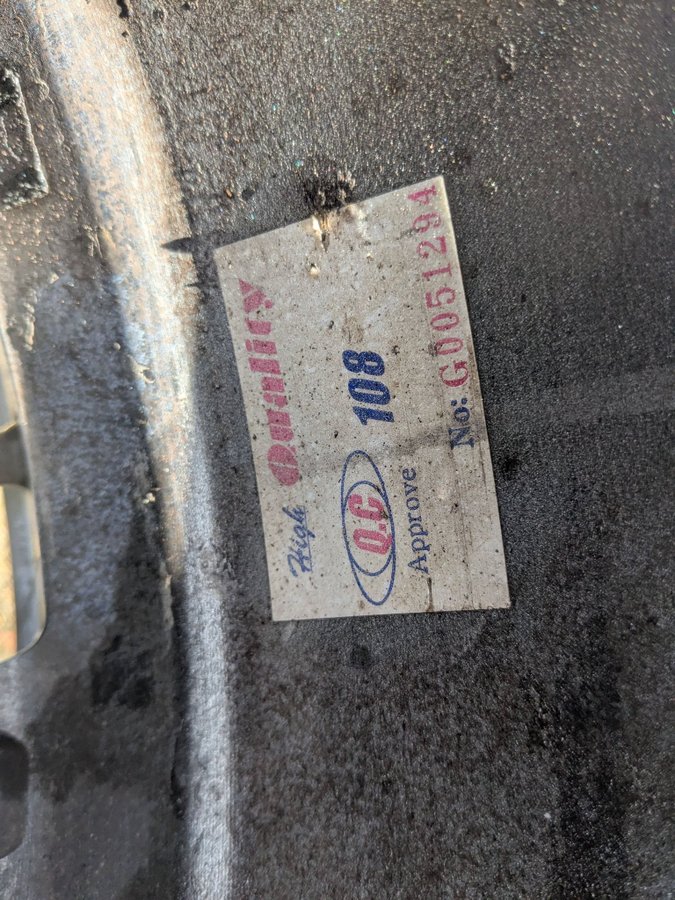 High Quality
Q.C 108
Approve
No: G0051294